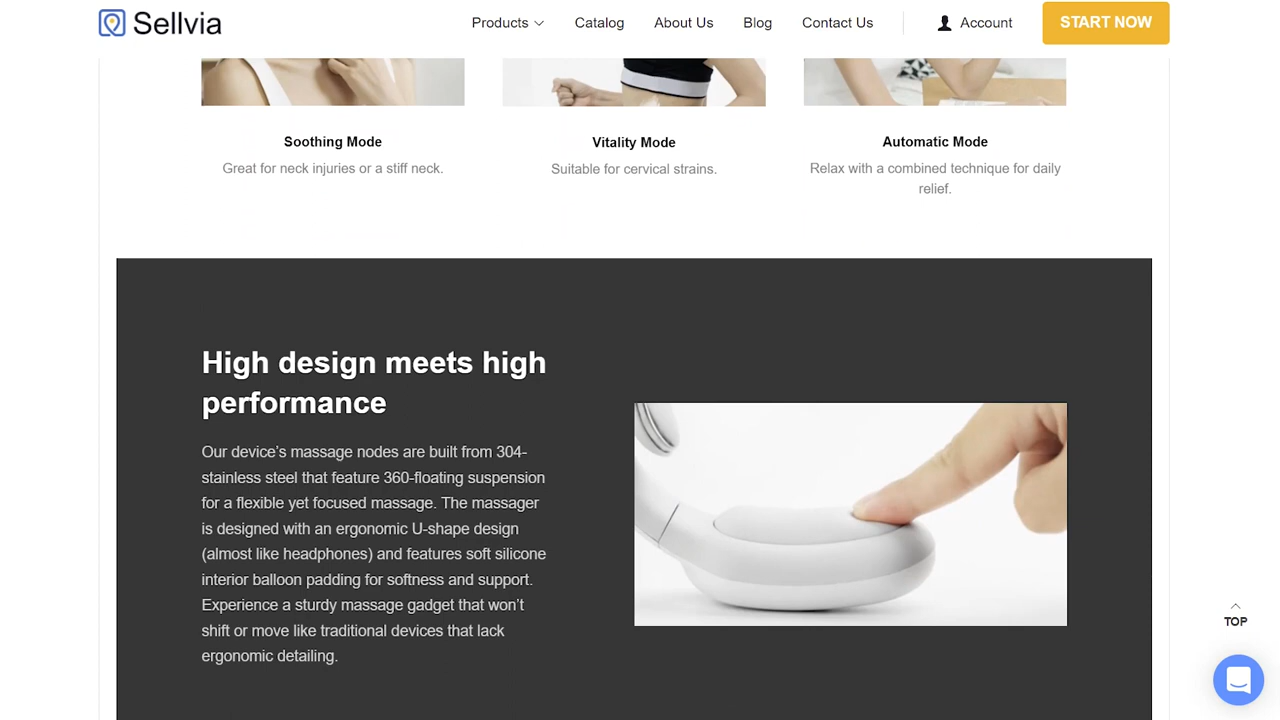 Sellvia
Products
Catalog
About Us
Blog
Contact Us
Account
START NOW
Soothing Mode
Great for neck injuries or a stiff neck.
Vitality Mode
Suitable for cervical strains.
Automatic Mode
Relax with a combined technique for daily
relief.
High design meets high
performance
Our device’s massage nodes are built from 304-
stainless steel that feature 360-floating suspension
for a flexible yet focused massage. The massager
is designed with an ergonomic U-shape design
(almost like headphones) and features soft silicone
interior balloon padding for softness and support.
Experience a sturdy massage gadget that won’t
shift or move like traditional devices that lack
ergonomic detailing.
TOP